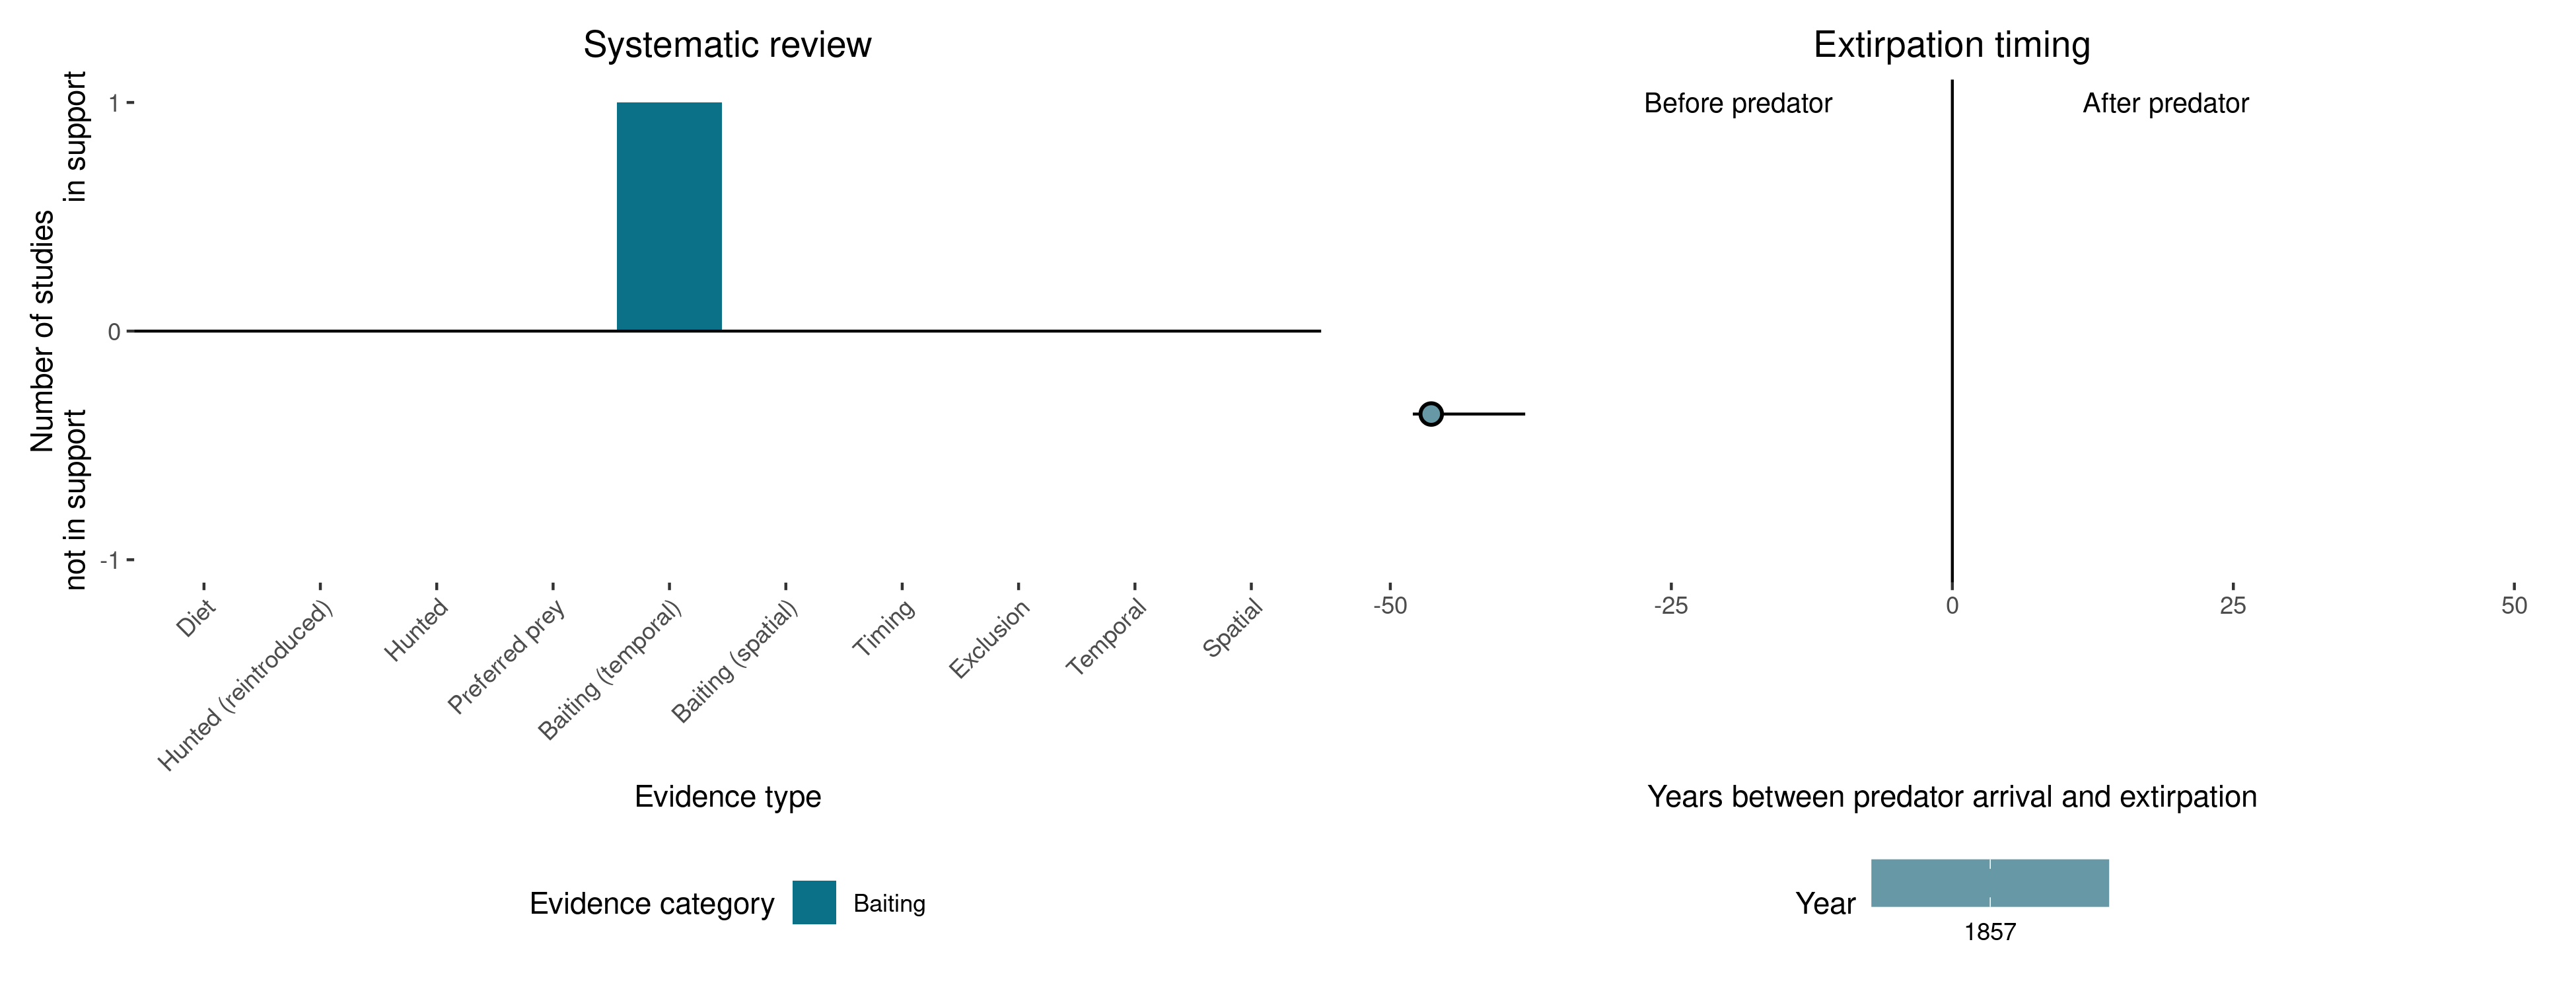 Systematic review
Number of studies
not in support
in support
1
0
-1
Diet
Hunted (reintroduced)
Hunted
Preferred prey
Baiting (temporal)
Baiting (spatial)
Timing
Exclusion
Temporal
Spatial
Evidence type
Evidence category
Baiting
Extirpation timing
Before predator
After predator
-50
-25
0
25
50
Years between predator arrival and extirpation
Year
1857